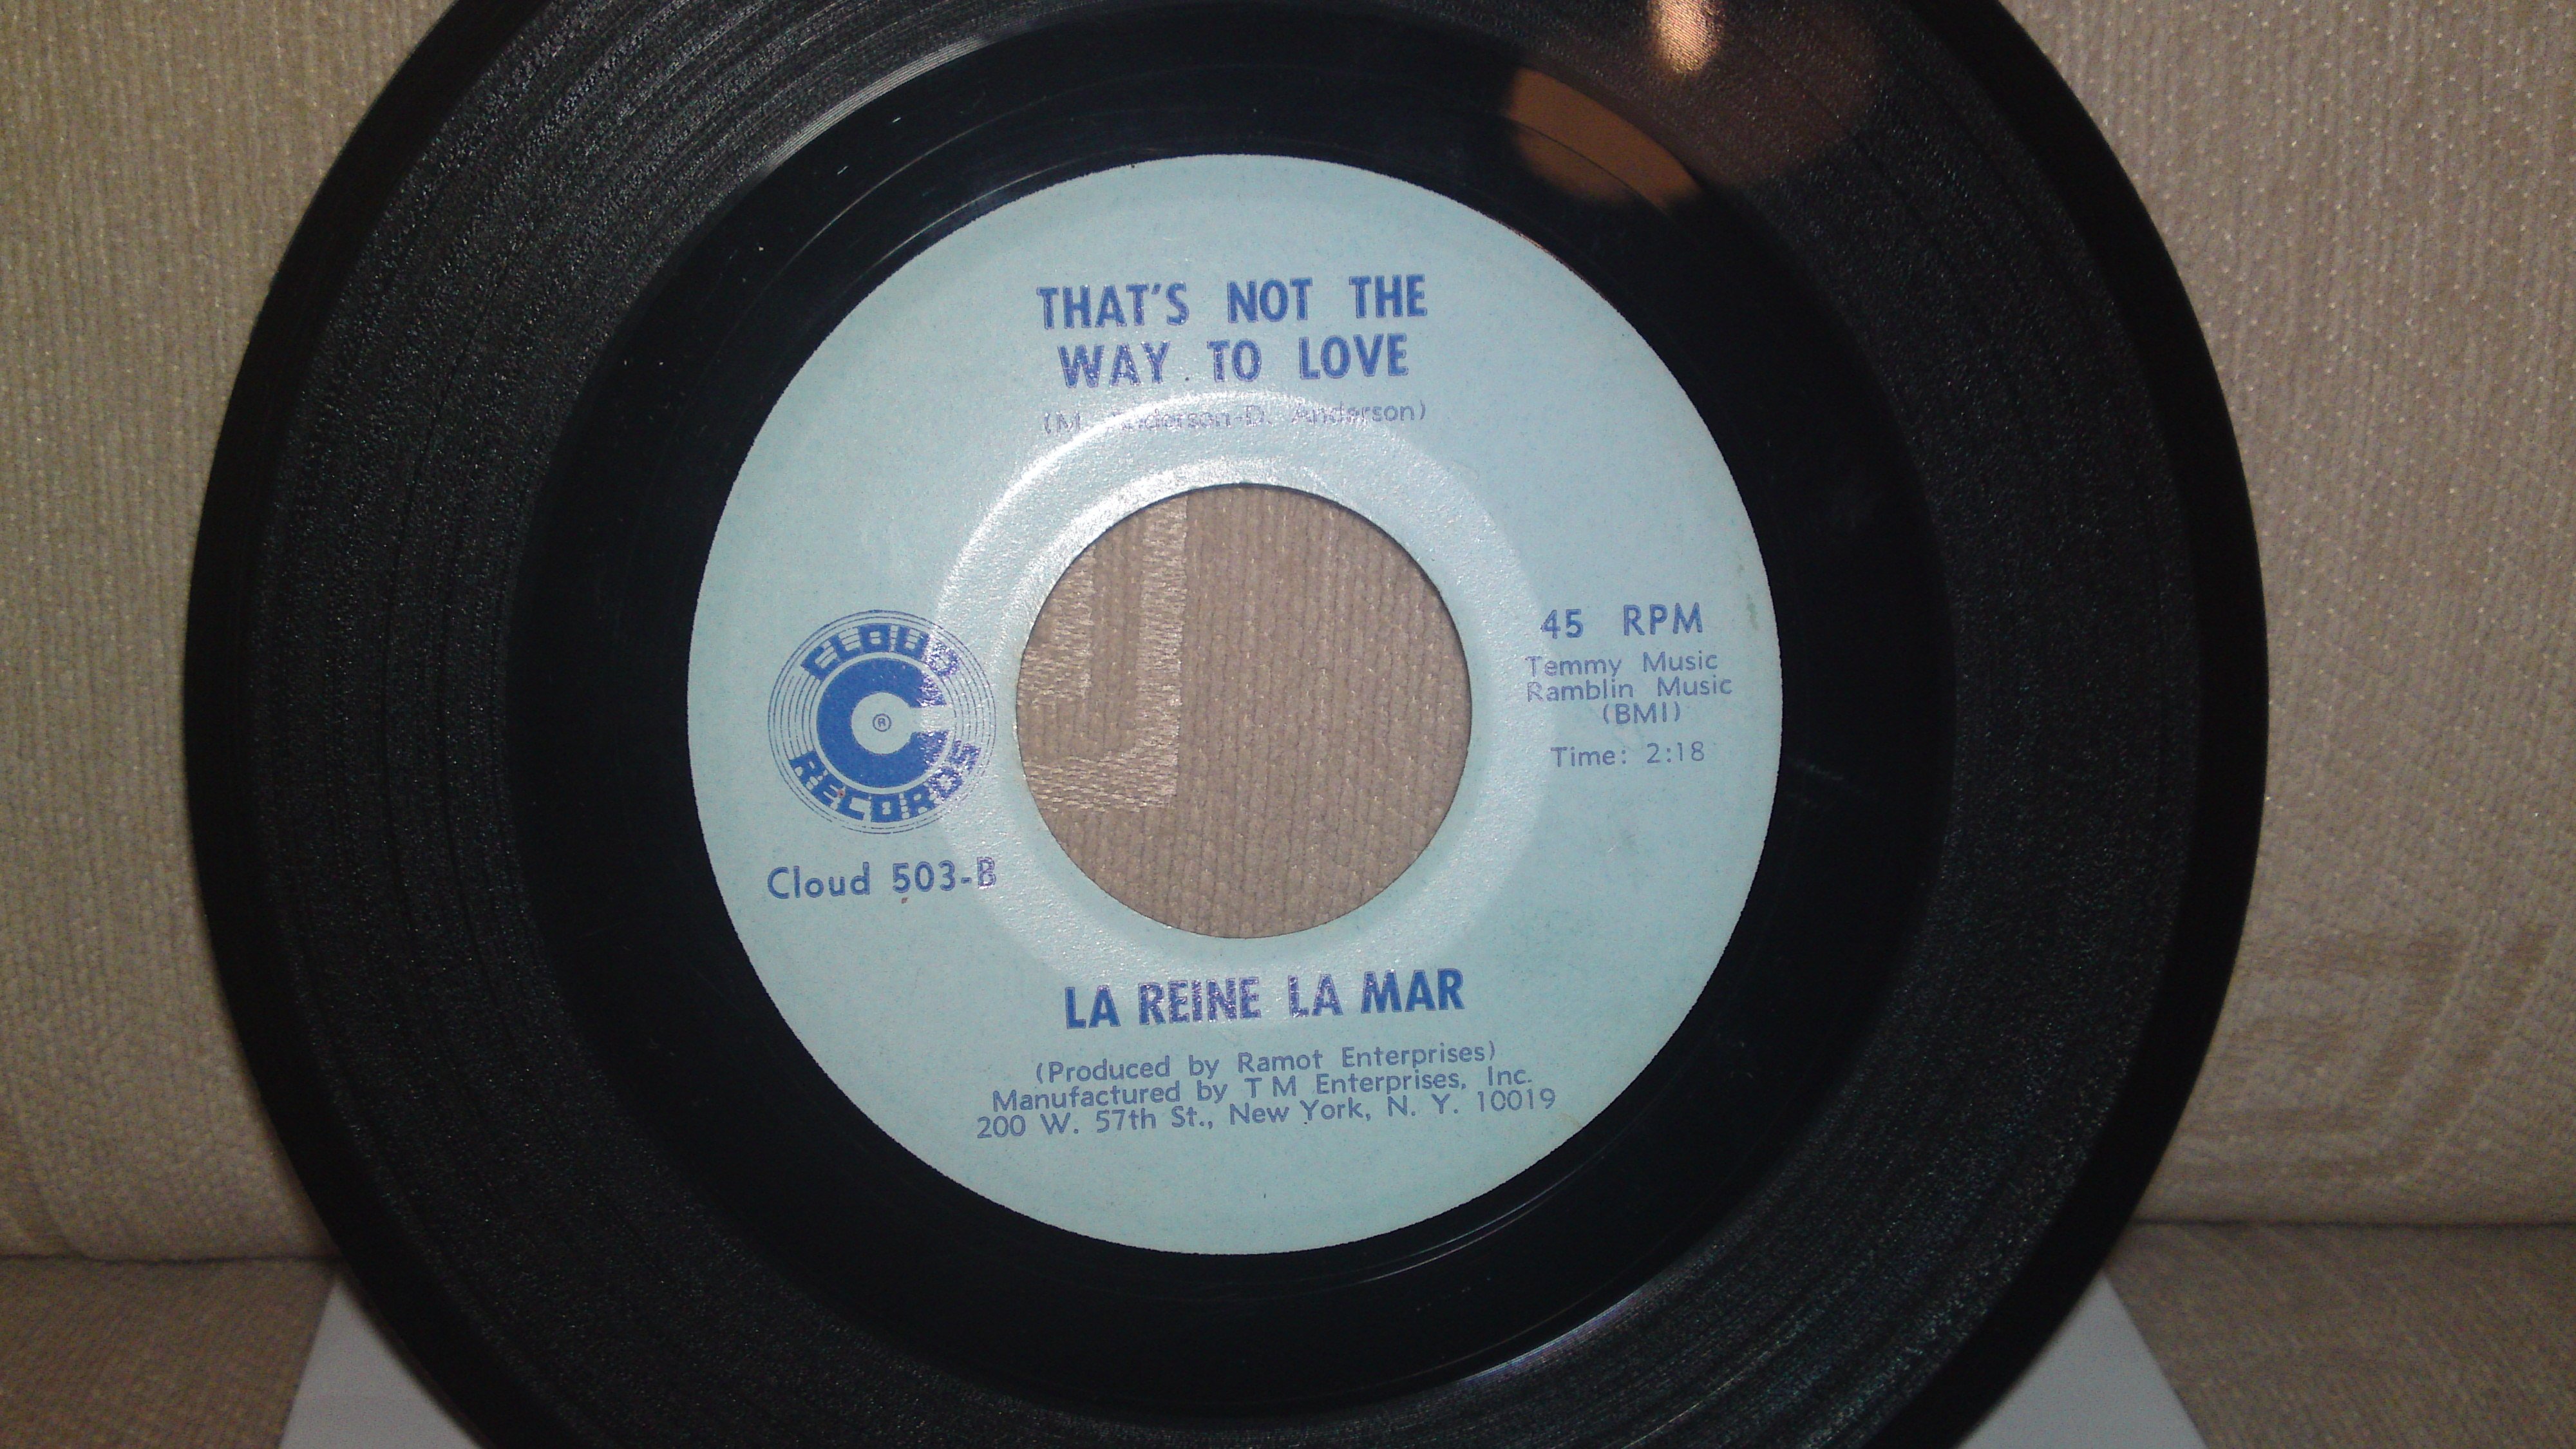 THAT'S NOT THE
WAY TO LOVE
(M. Anderson-D. Anderson)
CLOUD
C
®
RECORDS
Cloud 503-B
45 RPM
Temmy Music
Ramblin Music
(BMI)
Time: 2:18
LA REINE LA MAR
(Produced by Ramot Enterprises)
Manufactured by T M Enterprises, Inc.
200 W. 57th St., New York, N. Y. 10019